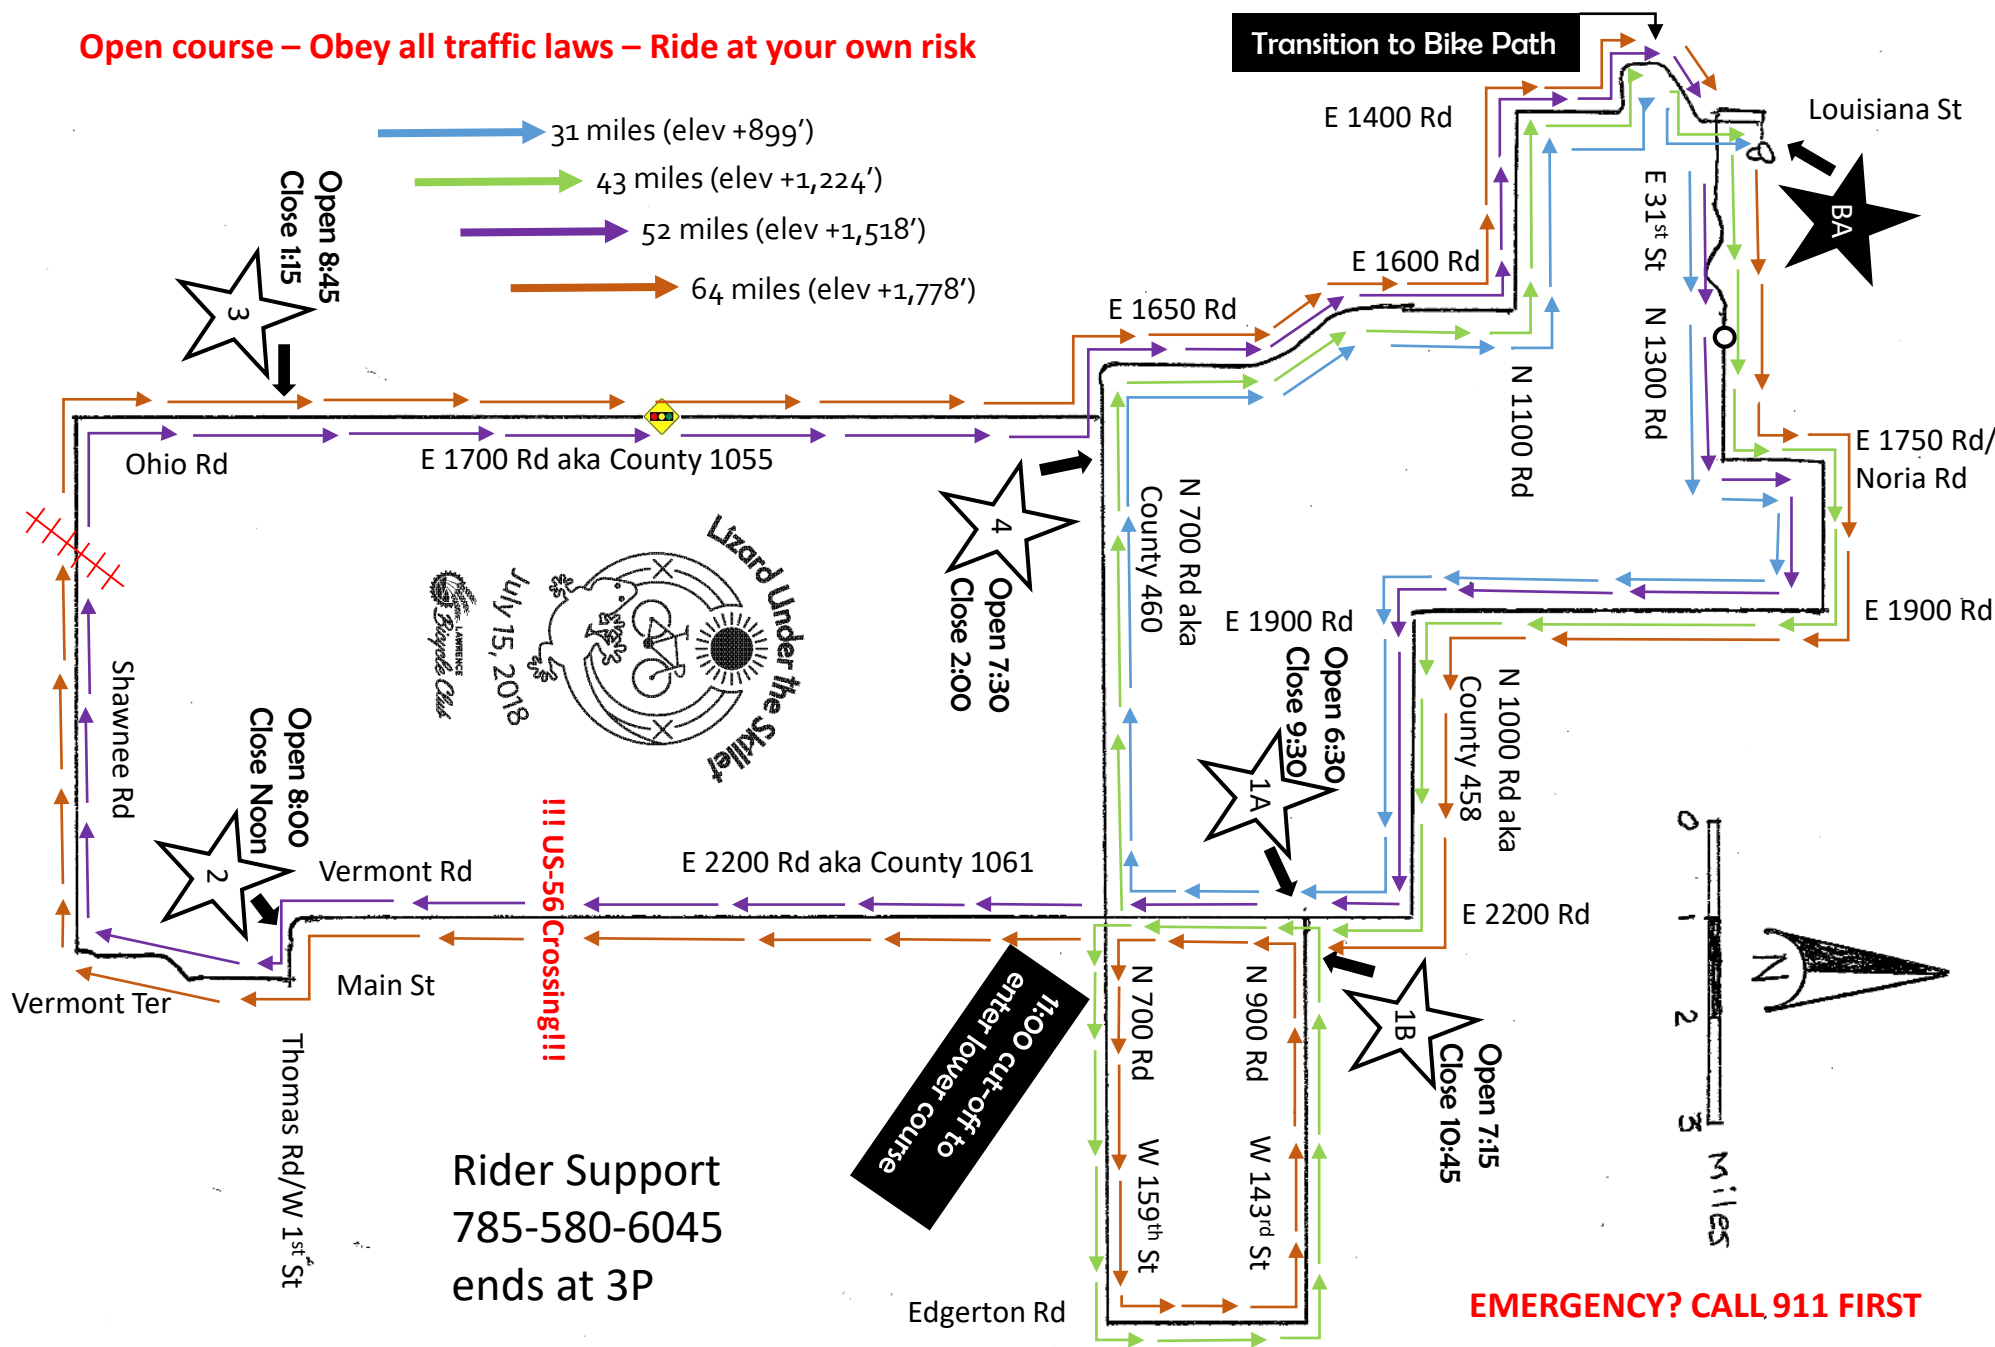 Open course – Obey all traffic laws – Ride at your own risk
Transition to Bike Path
31 miles (elev +899’)
43 miles (elev +1,224’)
52 miles (elev +1,518’)
64 miles (elev +1,778’)
E 1400 Rd
Louisiana St
BA
E 31st St
N 1300 Rd
Open 8:45
Close 1:15
3
E 1650 Rd
E 1600 Rd
N 1100 Rd
E 1750 Rd/
Noria Rd
Ohio Rd
E 1700 Rd aka County 1055
4
Open 7:30
Close 2:00
N 700 Rd aka
County 460
E 1900 Rd
E 1900 Rd
Open 6:30
Close 9:30
1A
N 1000 Rd aka
County 458
Lizard Under the Skillet
July 15, 2018
LAWRENCE
Bicycle Club
Shawnee Rd
Open 8:00
Close Noon
2
Vermont Rd
!!! US-56 Crossing!!!
E 2200 Rd aka County 1061
E 2200 Rd
Main St
Vermont Ter
Thomas Rd/W 1st St
11:00 cut-off to
enter lower course
N 700 Rd
N 900 Rd
1B
Open 7:15
Close 10:45
W 159th St
W 143rd St
Edgerton Rd
0
1
2
3
Miles
N
Rider Support
785-580-6045
ends at 3P
EMERGENCY? CALL 911 FIRST